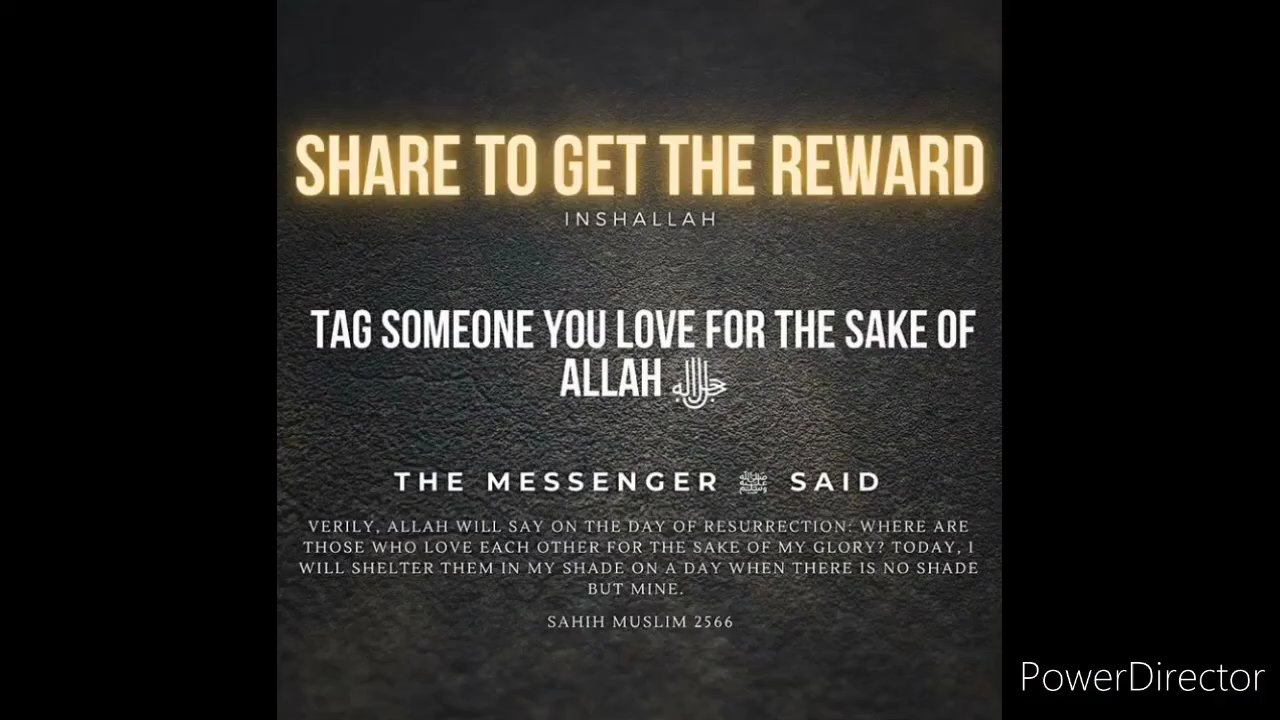 SHARE TO GET THE REWARD
INSHALLAH
TAG SOMEONE YOU LOVE FOR THE SAKE OF
ALLAH ﷻ
THE MESSENGER ﷺ SAID
VERILY, ALLAH WILL SAY ON THE DAY OF RESURRECTION: WHERE ARE
THOSE WHO LOVE EACH OTHER FOR THE SAKE OF MY GLORY? TODAY, I
WILL SHELTER THEM IN MY SHADE ON A DAY WHEN THERE IS NO SHADE
BUT MINE.
SAHIH MUSLIM 2566
PowerDirector